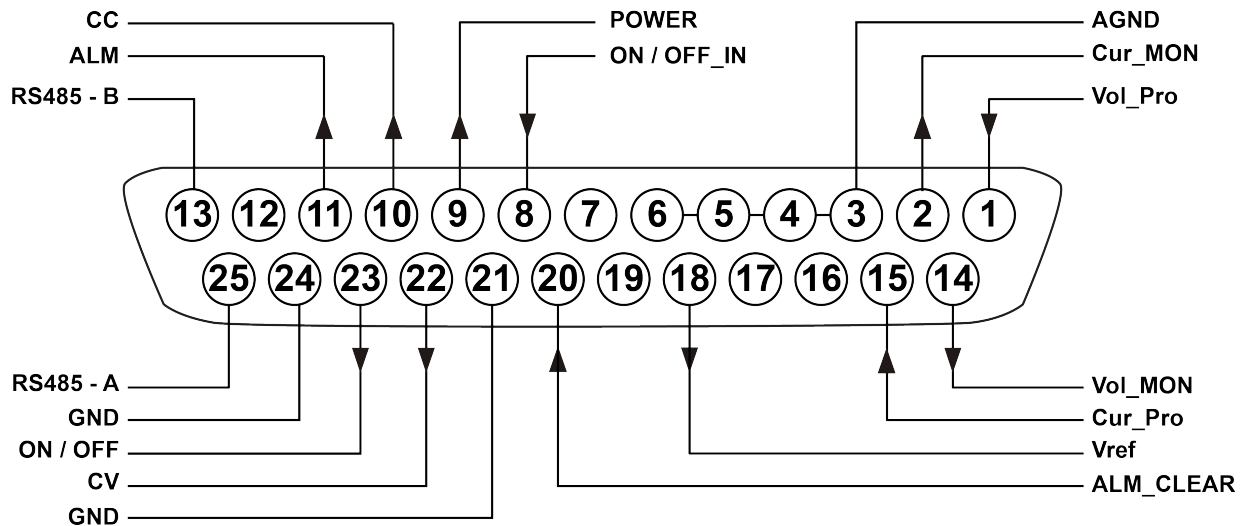 CC
POWER
AGND
ALM
ON / OFF_IN
Cur_MON
RS485 - B
Vol_Pro
13 12 11 10 9 8 7 6 5 4 3 2 1
25 24 23 22 21 20 19 18 17 16 15 14
RS485 - A
Vol_MON
GND
Cur_Pro
ON / OFF
Vref
CV
ALM_CLEAR
GND